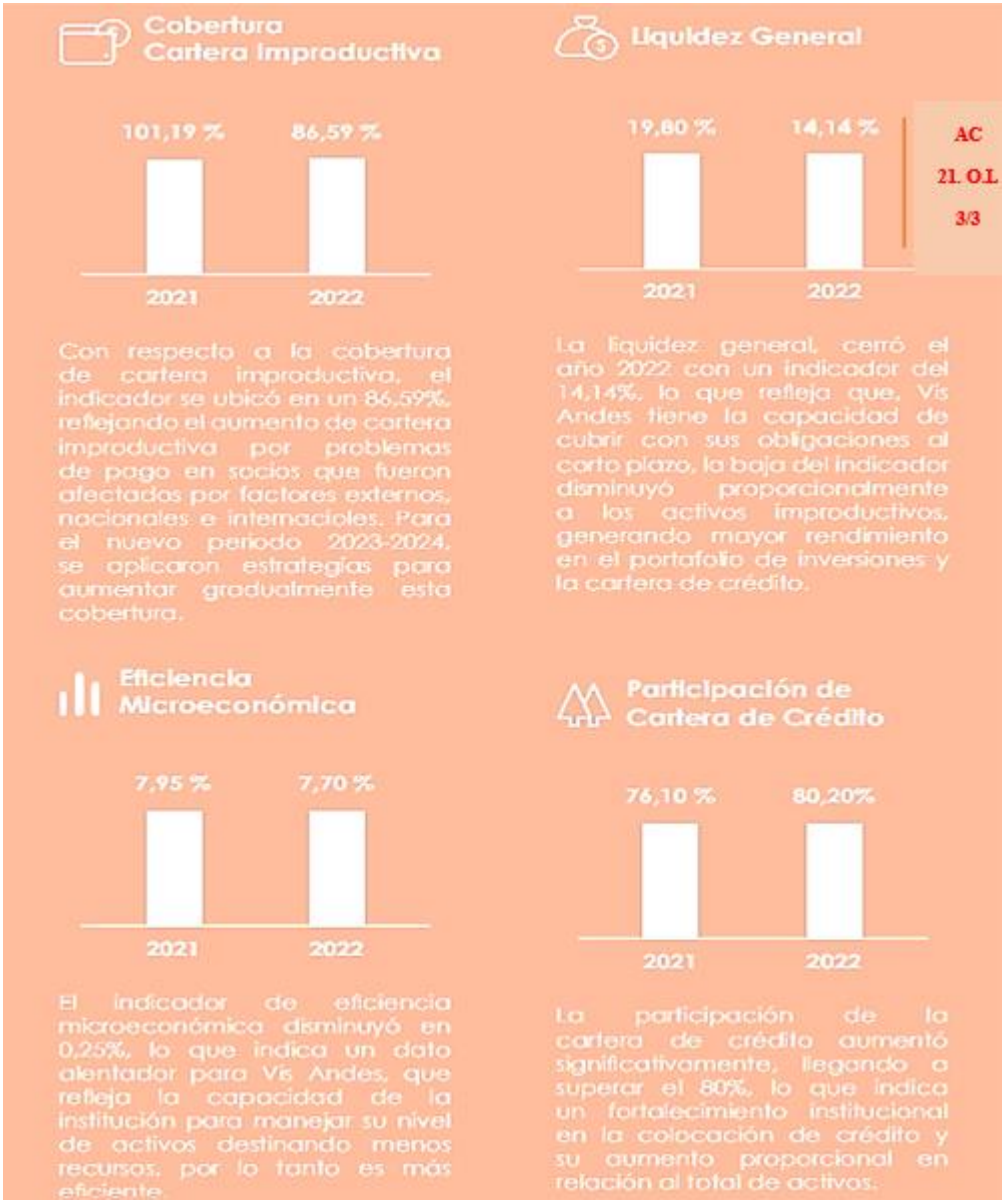 Cobertura
Cartera Improductiva
101,19 %
86,59 %
2021
2022
Con respecto a la cobertura
de cartera improductiva, el
indicador se ubicó en un 86,59%,
reflejando el aumento de cartera
improductiva por problemas
de pago en socios que fueron
afectados por factores externos,
nacionales e internacioles. Para
el nuevo periodo 2023-2024,
se aplicaron estrategias para
aumentar gradualmente esta
cobertura.
Liquidez General
19,80 %
14,14 %
2021
2022
AC
21. O.I.
3/3
La liquidez general, cerró el
año 2022 con un indicador del
14,14%, lo que refleja que, Vis
Andes tiene la capacidad de
cubrir con sus obligaciones al
corto plazo, la baja del indicador
disminuyó proporcionalmente
a los activos improductivos,
generando mayor rendimiento
en el portafolio de inversiones y
la cartera de crédito.
Eficiencia
Microeconómica
7,95 %
7,70 %
2021
2022
El indicador de eficiencia
microeconómica disminuyó en
0,25%, lo que indica un dato
alentador para Vis Andes, que
refleja la capacidad de la
institución para manejar su nivel
de activos destinando menos
recursos, por lo tanto es más
eficiente.
Participación de
Cartera de Crédito
76,10 %
80,20%
2021
2022
La participación de la
cartera de crédito aumentó
significativamente, llegando a
superar el 80%, lo que indica
un fortalecimiento institucional
en la colocación de crédito y
su aumento proporcional en
relación al total de activos.